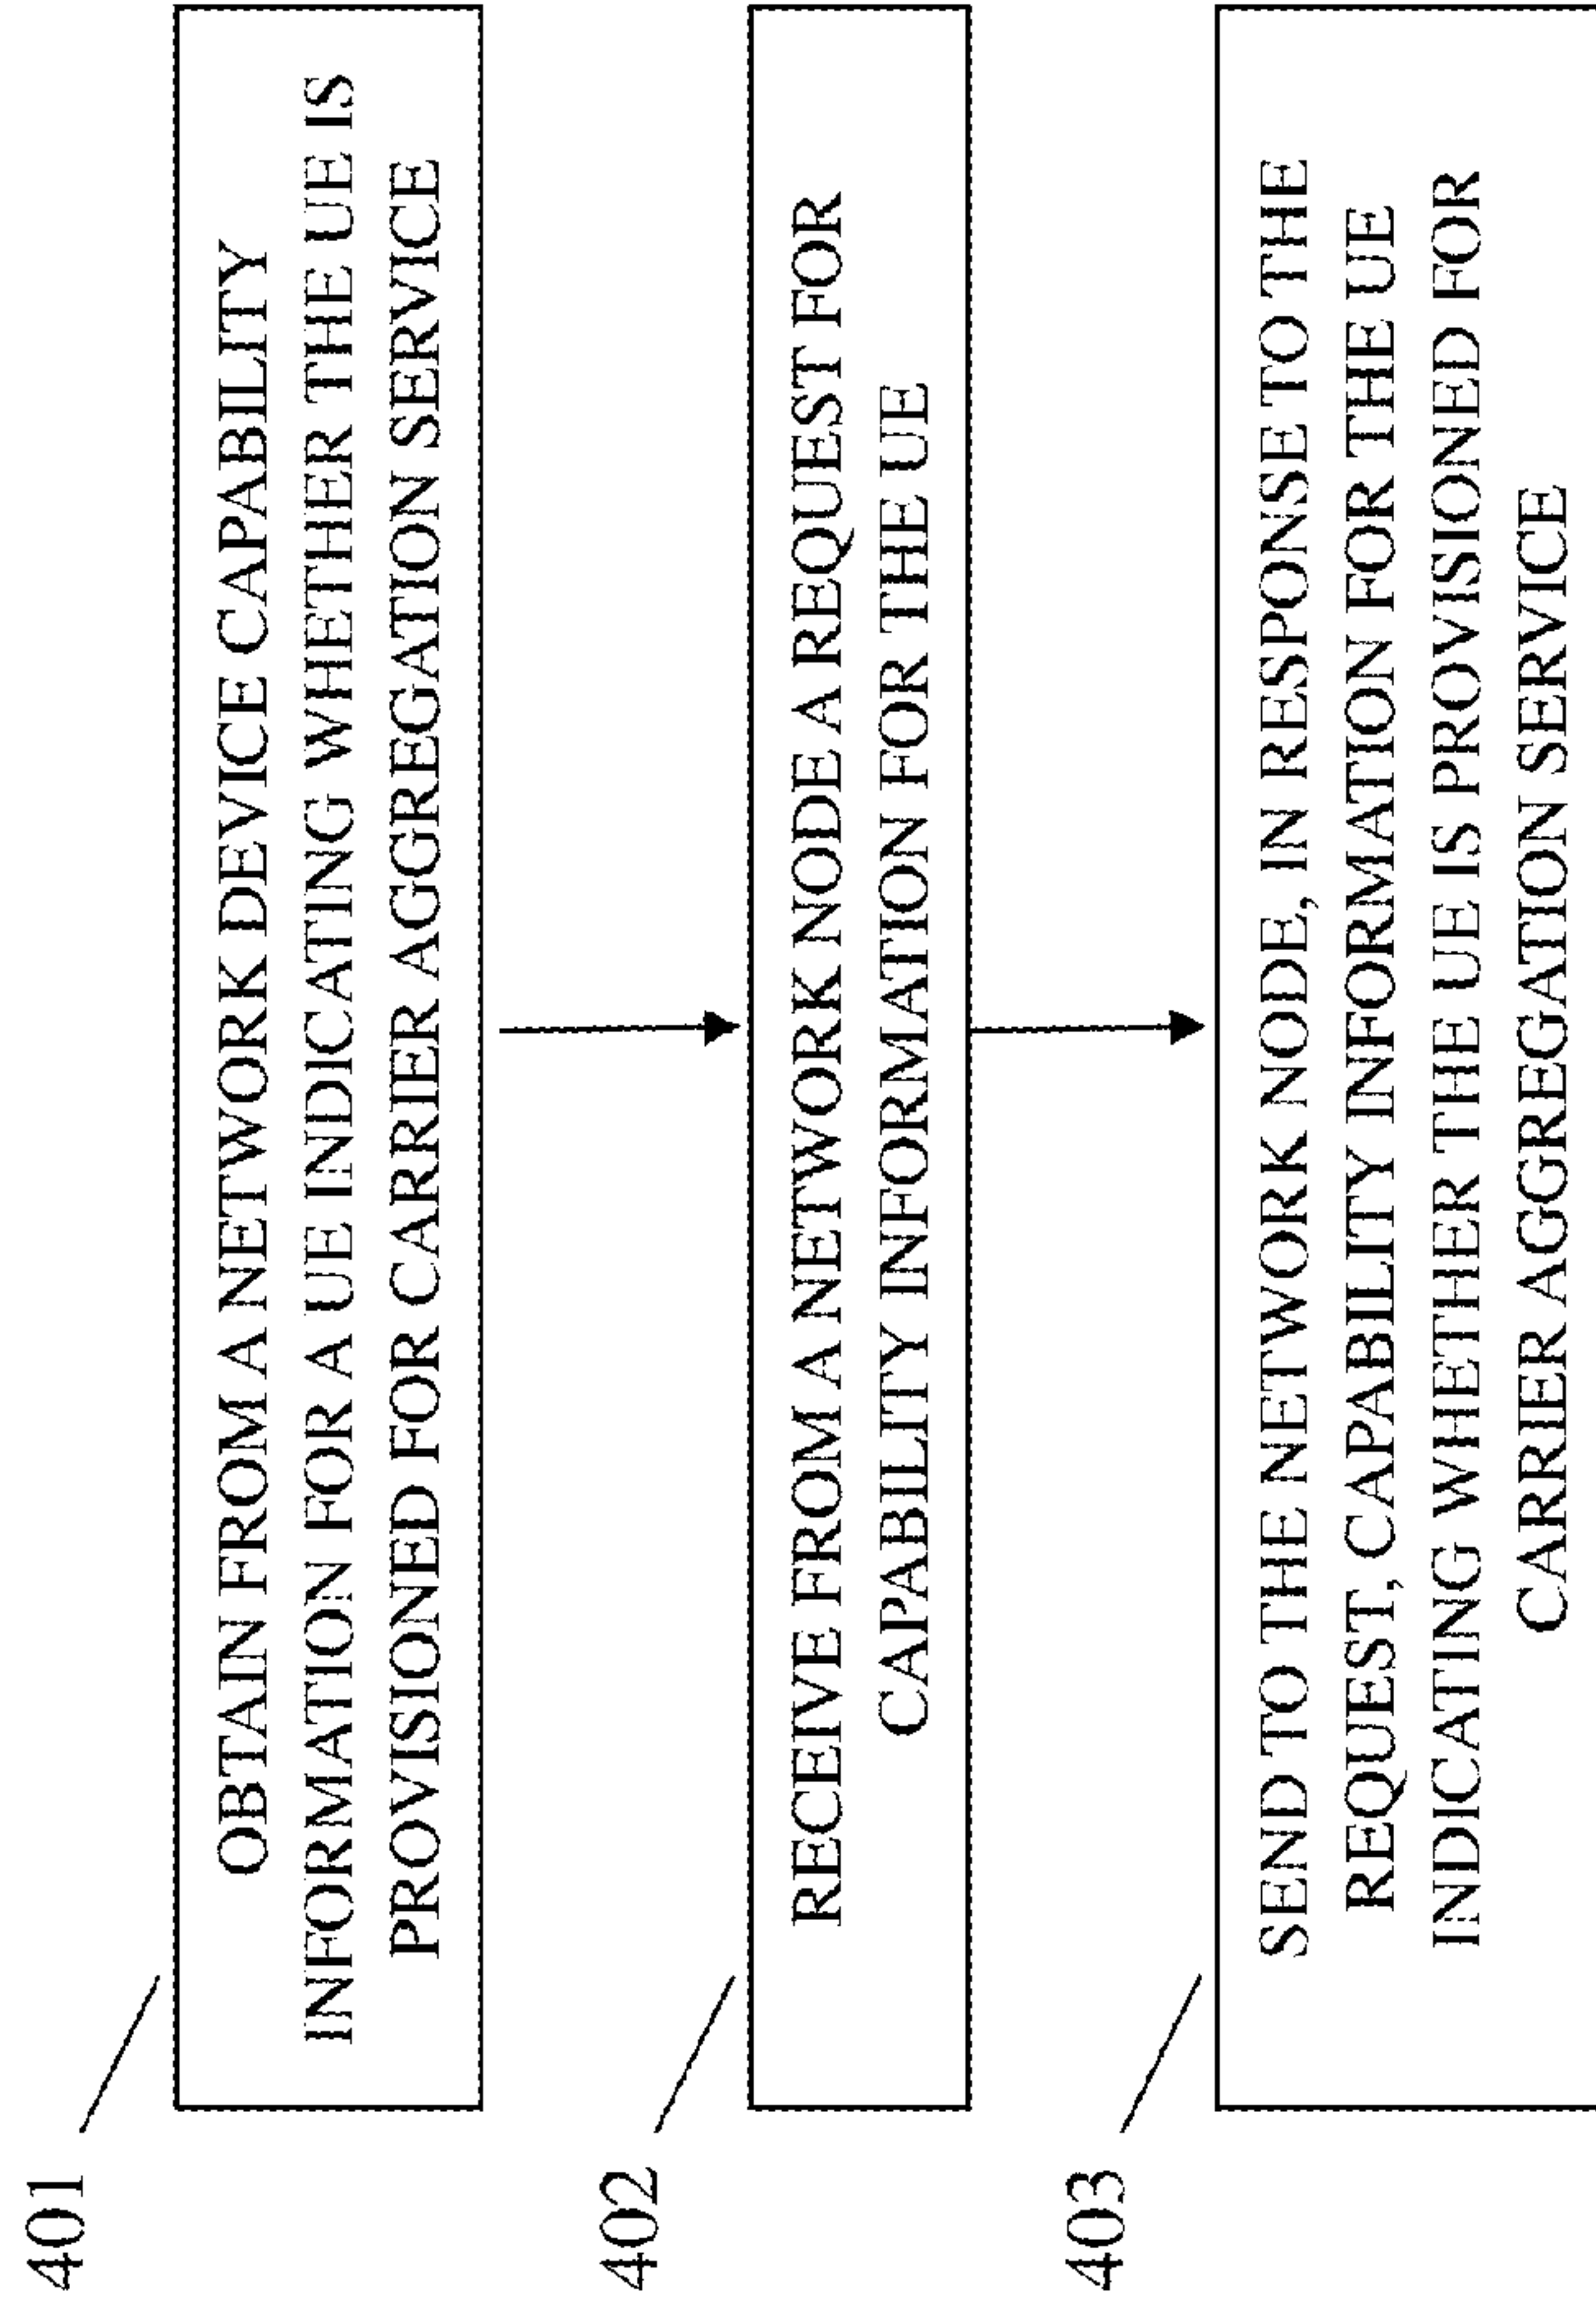 401
OBTAIN FROM A NETWORK DEVICE CAPABILITY
INFORMATION FOR A UE INDICATING WHETHER THE UE IS
PROVISIONED FOR CARRIER AGGREGATION SERVICE
402
RECEIVE FROM A NETWORK NODE A REQUEST FOR
CAPABILITY INFORMATION FOR THE UE
403
SEND TO THE NETWORK NODE, IN RESPONSE TO THE
REQUEST, CAPABILITY INFORMATION FOR THE UE
INDICATING WHETHER THE UE IS PROVISIONED FOR
CARRIER AGGREGATION SERVICE